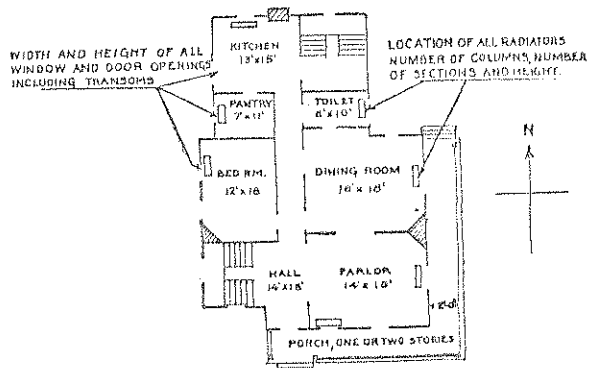 WIDTH AND HEIGHT OF ALL
WINDOW AND DOOR OPENINGS
INCLUDING TRANSOMS
LOCATION OF ALL RADIATORS
NUMBER OF COLUMNS, NUMBER
OF SECTIONS AND HEIGHT.
KITCHEN
13'X15'
PANTRY
7'X11'
TOILET
8'X10'
N
BED RM.
12'X18
DINING ROOM
16'X18'
HALL
14'X18'
PARLOR
14'X18'
PORCH, ONE OR TWO STORIES